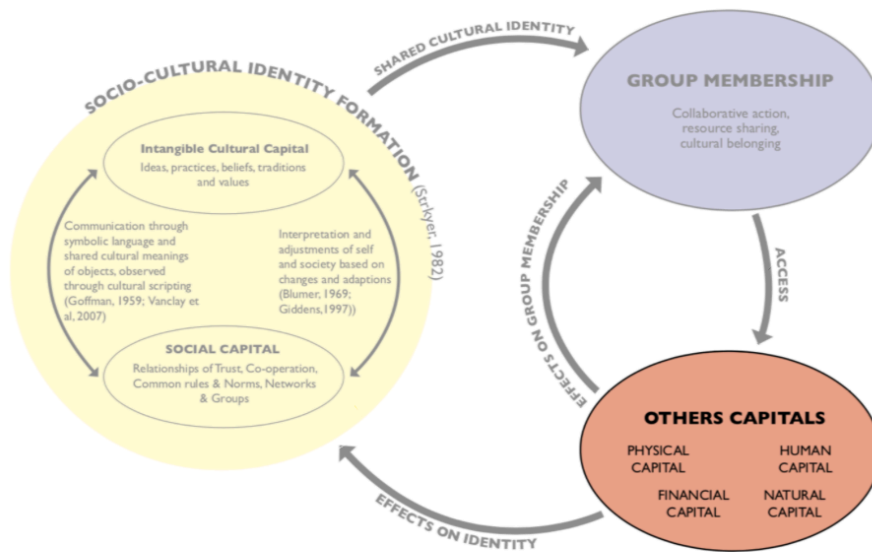 SOCIO-CULTURAL IDENTITY FORMATION (Strkyer, 1982)
Intangible Cultural Capital
Ideas, practices, beliefs, traditions
and values
Communication through
symbolic language and
shared cultural meanings
of objects, observed
through cultural scripting
(Goffman, 1959; Vanclay et
al, 2007)
Interpretation and
adjustments of self
and society based on
changes and adaptions
(Blumer, 1969;
Giddens,1997))
SOCIAL CAPITAL
Relationships of Trust, Co-operation,
Common rules & Norms, Networks
& Groups
SHARED CULTURAL IDENTITY
GROUP MEMBERSHIP
Collaborative action,
resource sharing,
cultural belonging
ACCESS
EFFECTS ON GROUP MEMBERSHIP
OTHERS CAPITALS
PHYSICAL
CAPITAL
HUMAN
CAPITAL
FINANCIAL
CAPITAL
NATURAL
CAPITAL
EFFECTS ON IDENTITY